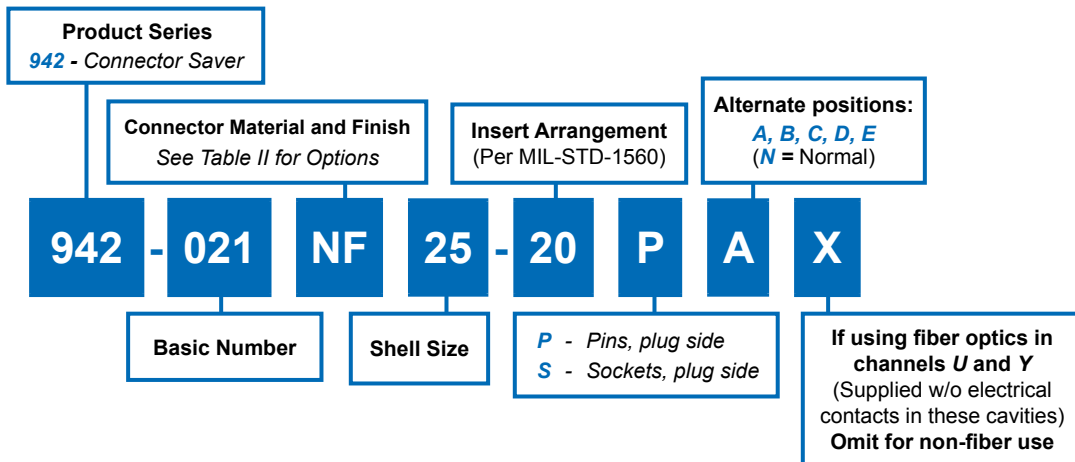 Product Series
942 - Connector Saver
Connector Material and Finish
See Table II for Options
Insert Arrangement
(Per MIL-STD-1560)
Alternate positions:
A, B, C, D, E
(N = Normal)
942 - 021 NF 25 - 20 P A X
Basic Number
Shell Size
P - Pins, plug side
S - Sockets, plug side
If using fiber optics in
channels U and Y
(Supplied w/o electrical
contacts in these cavities)
Omit for non-fiber use